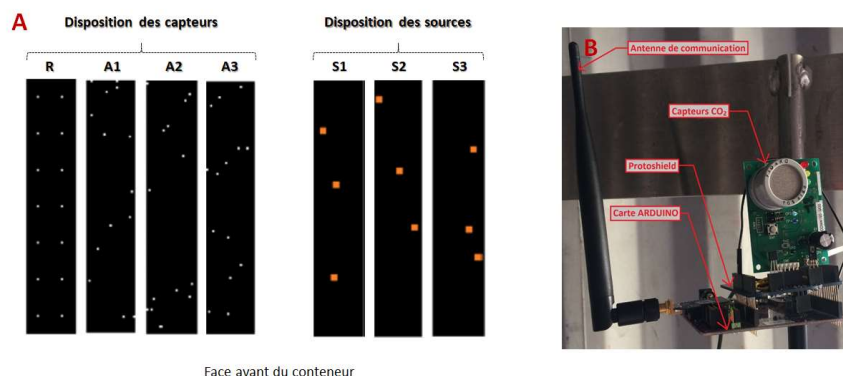 A
Disposition des capteurs
Disposition des sources
R A1 A2 A3
S1 S2 S3
Face avant du conteneur
B
Antenne de communication
Capteurs CO₂
Protoshield
Carte ARDUINO